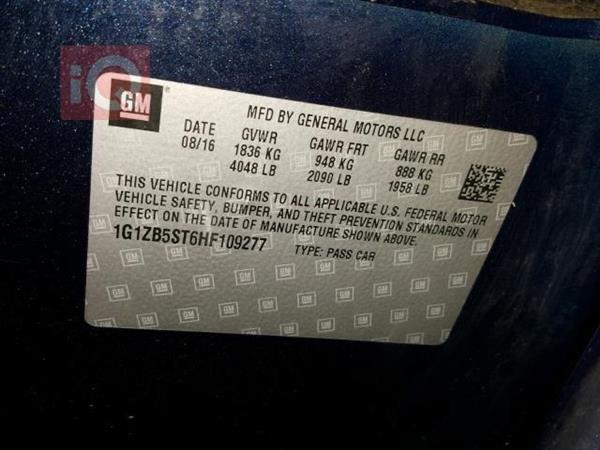 iQ
GM
MFD BY GENERAL MOTORS LLC
DATE GVWR GAWR FRT GAWR RR
08/16 1836 KG 948 KG 888 KG
4048 LB 2090 LB 1958 LB
THIS VEHICLE CONFORMS TO ALL APPLICABLE U.S. FEDERAL MOTOR
VEHICLE SAFETY, BUMPER, AND THEFT PREVENTION STANDARDS IN
EFFECT ON THE DATE OF MANUFACTURE SHOWN ABOVE.
1G1ZB5ST6HF109277 TYPE: PASS CAR